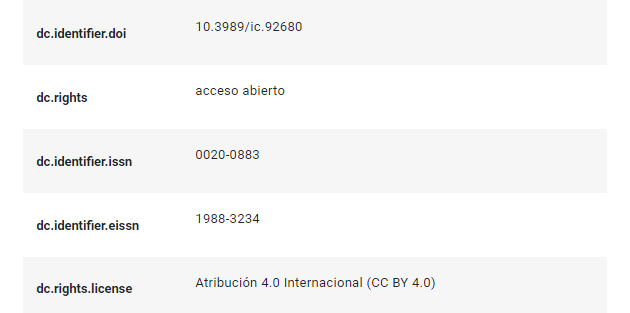 dc.identifier.doi 10.3989/ic.92680
dc.rights acceso abierto
dc.identifier.issn 0020-0883
dc.identifier.eissn 1988-3234
dc.rights.license Atribución 4.0 Internacional (CC BY 4.0)